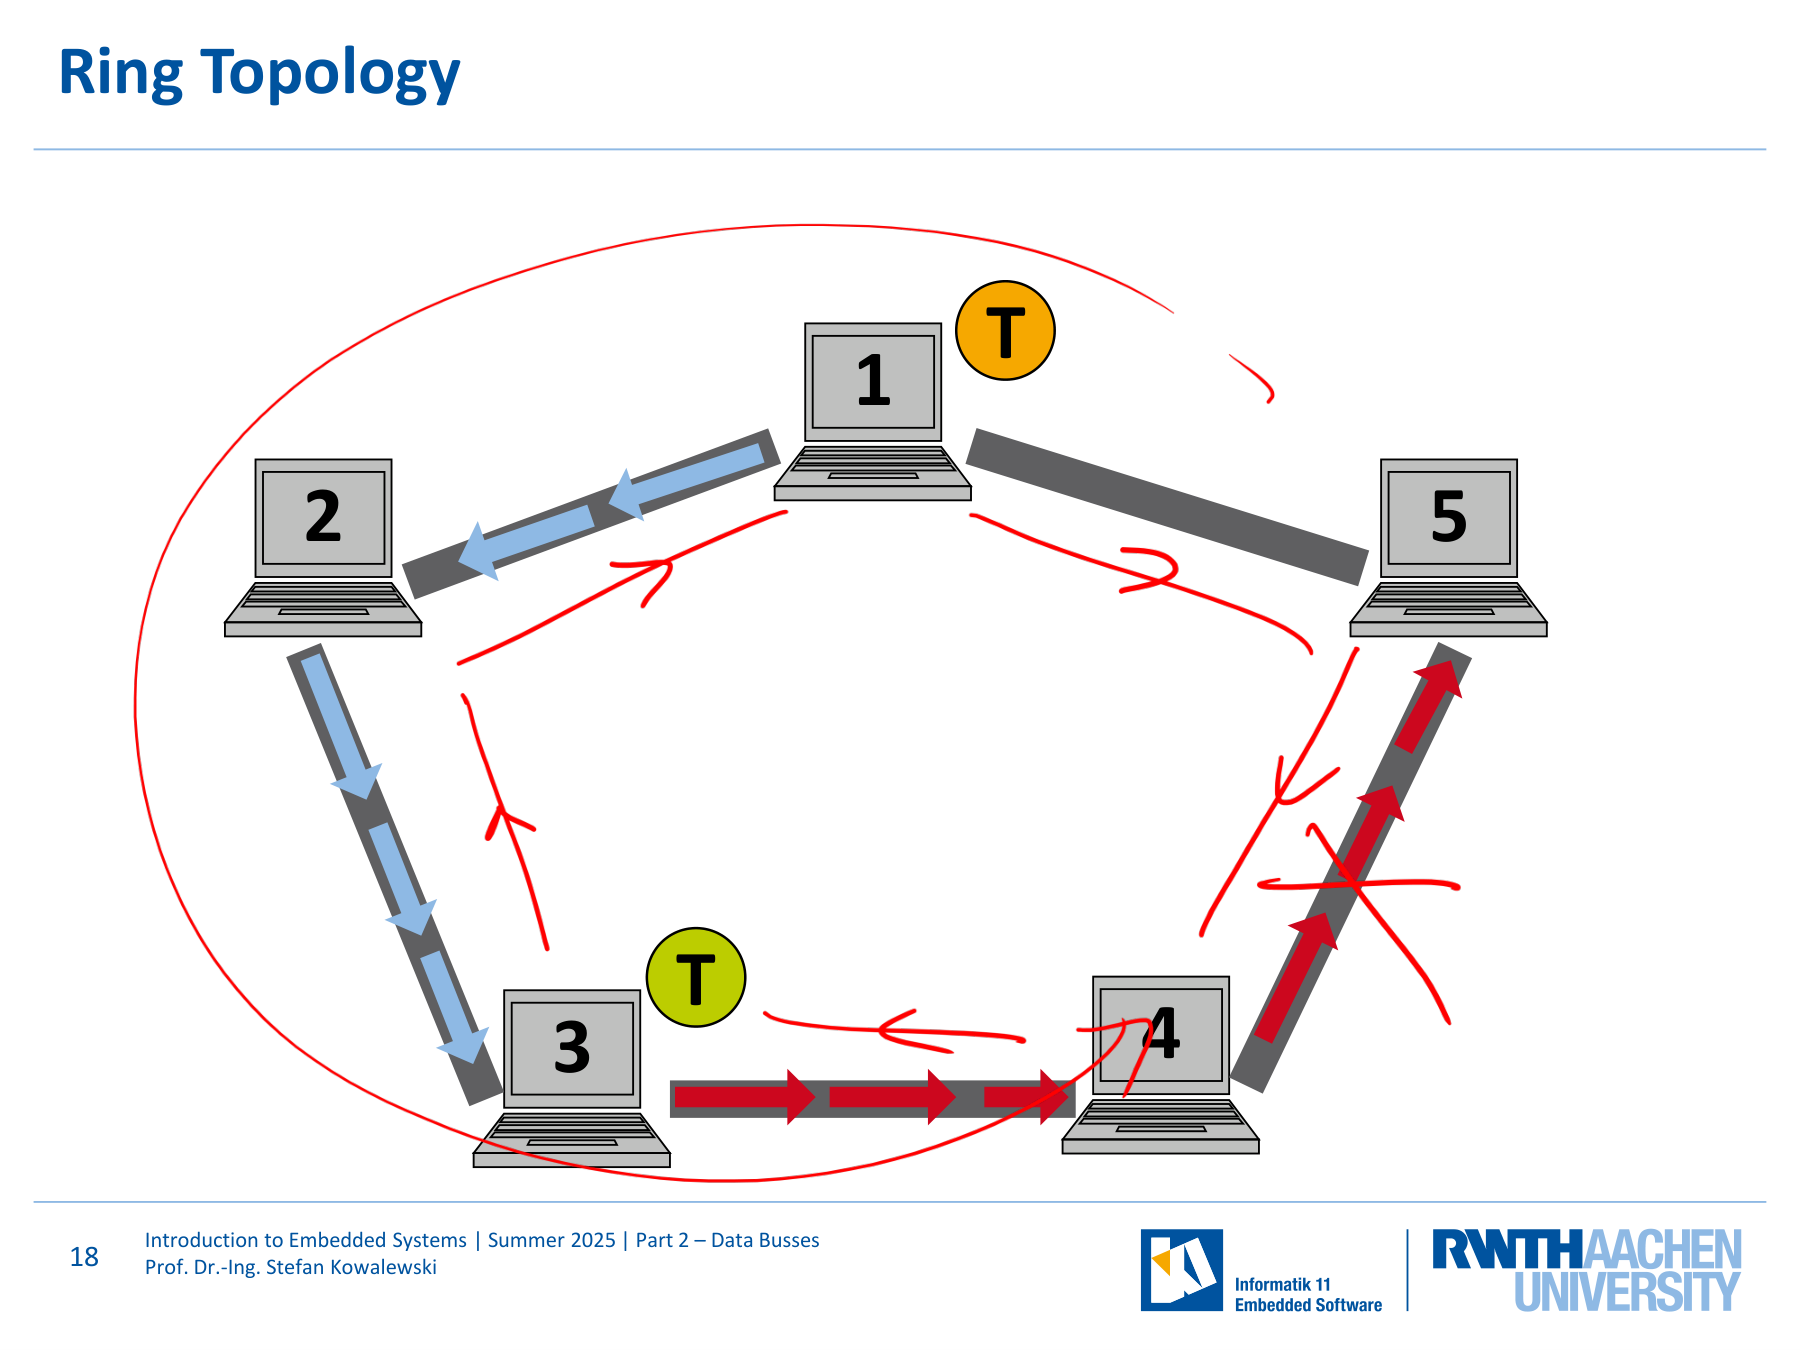 Ring Topology
T
1
2
5
T
3
4
18
Introduction to Embedded Systems | Summer 2025 | Part 2 – Data Busses
Prof. Dr.-Ing. Stefan Kowalewski
Informatik 11
Embedded Software
RWTHAACHEN
UNIVERSITY